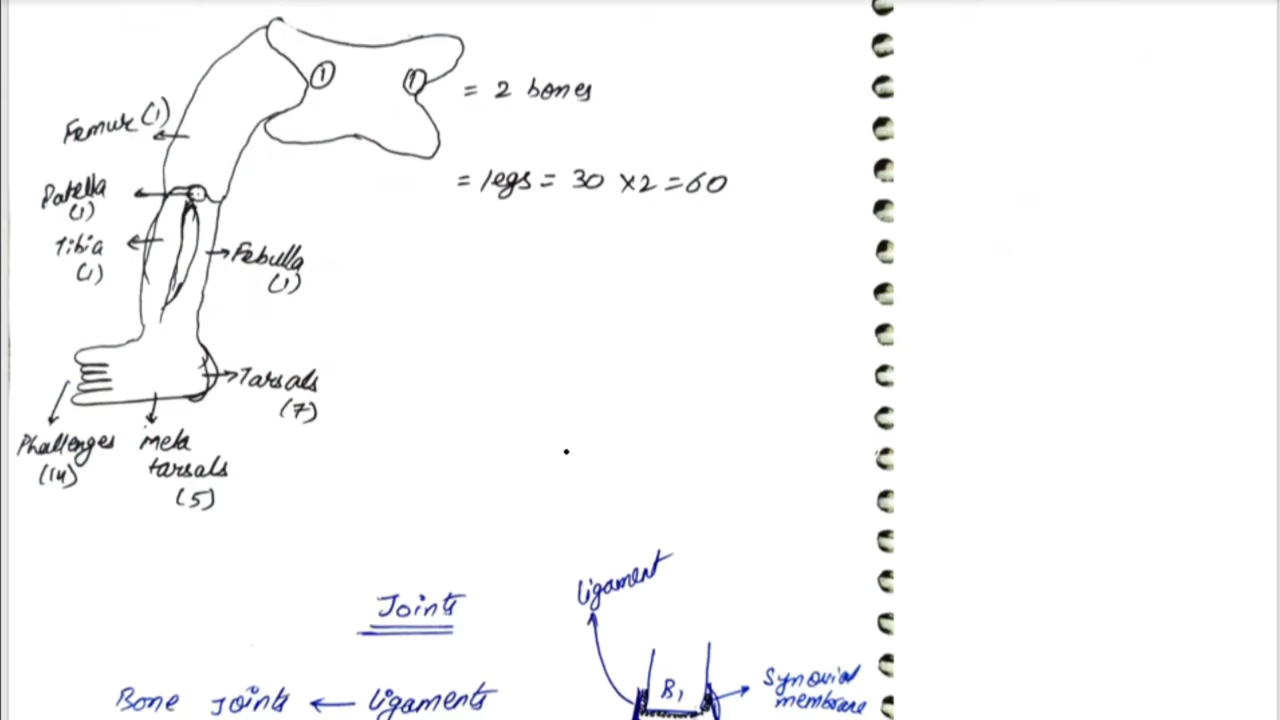 ① ① = 2 bones
Femur (1)
= legs = 30 x2 = 60
Patella
(1)
Tibia
(1)
Febulla
(1)
Tarsals
(7)
Phallenges
(14)
meta
tarsals
(5)
Joints
Ligament
Bone Joints ← Ligaments
B1
Synovial
membrane